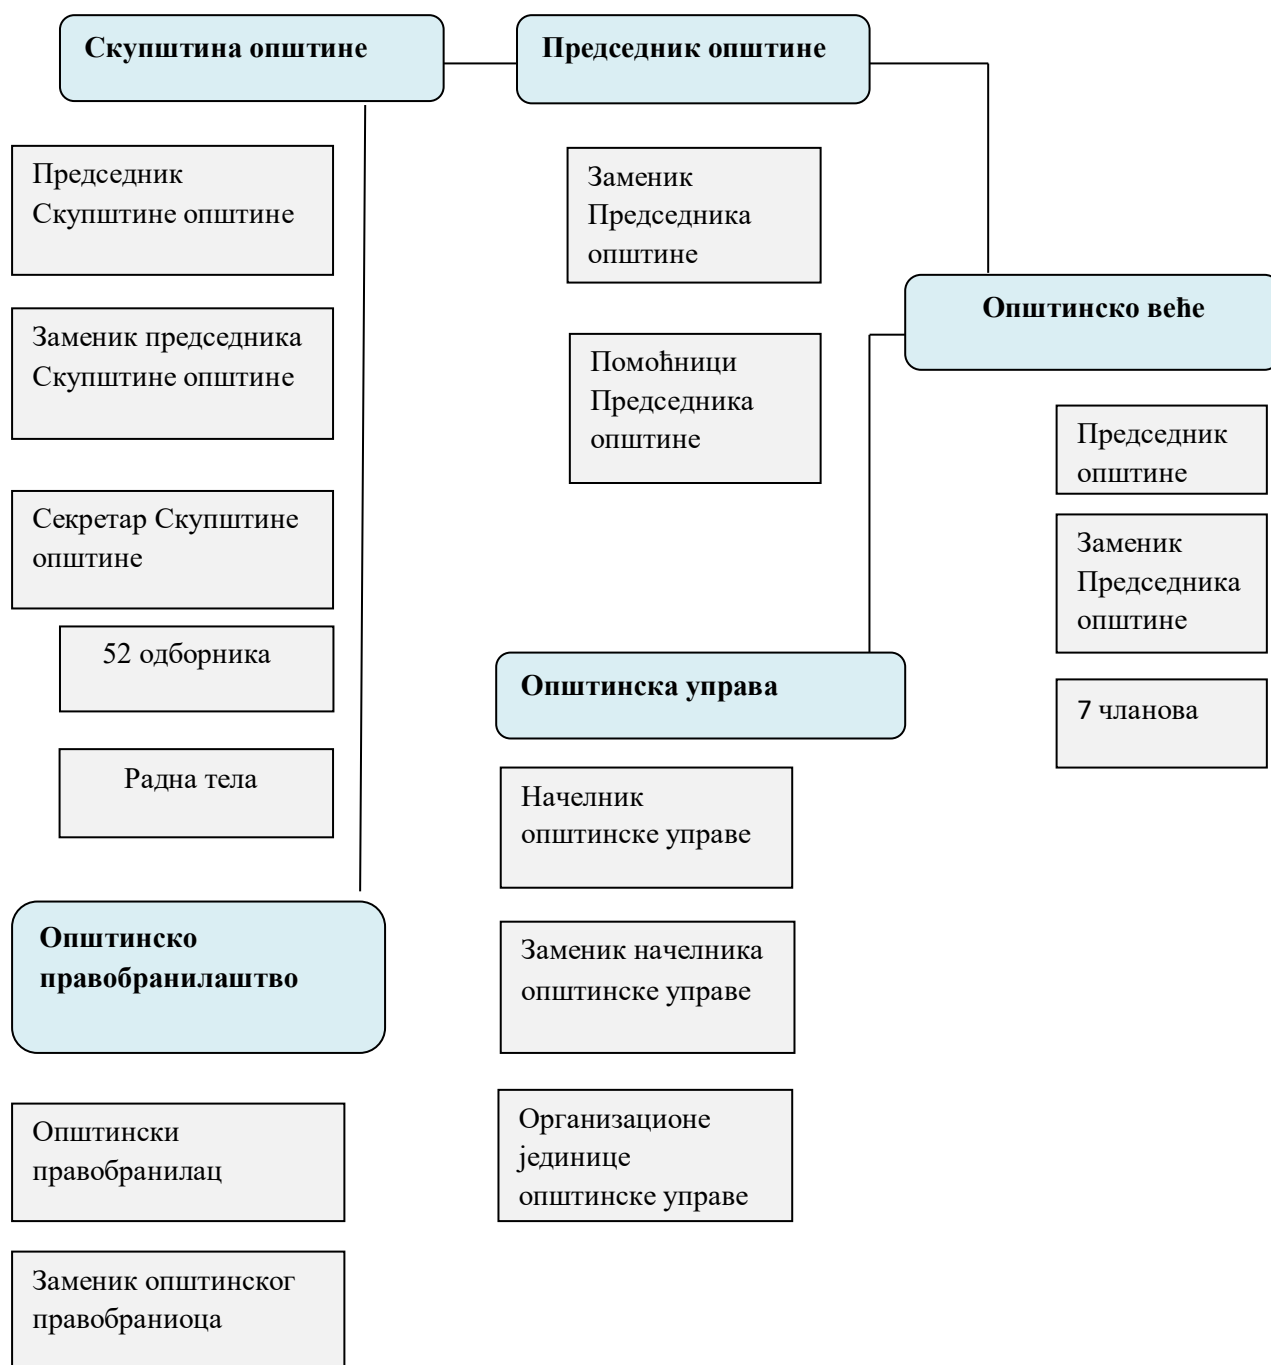 Скупштина општине
Председник општине
Председник
Скупштине општине
Заменик председника
Скупштине општине
Секретар Скупштине
општине
52 одборника
Радна тела
Заменик
Председника
општине
Помоћници
Председника
општине
Општинско веће
Председник
општине
Заменик
Председника
општине
7 чланова
Општинска управа
Начелник
општинске управе
Заменик начелника
општинске управе
Организационе
јединице
општинске управе
Општинско
правобранилаштво
Општински
правобранилац
Заменик општинског
правобраниоца